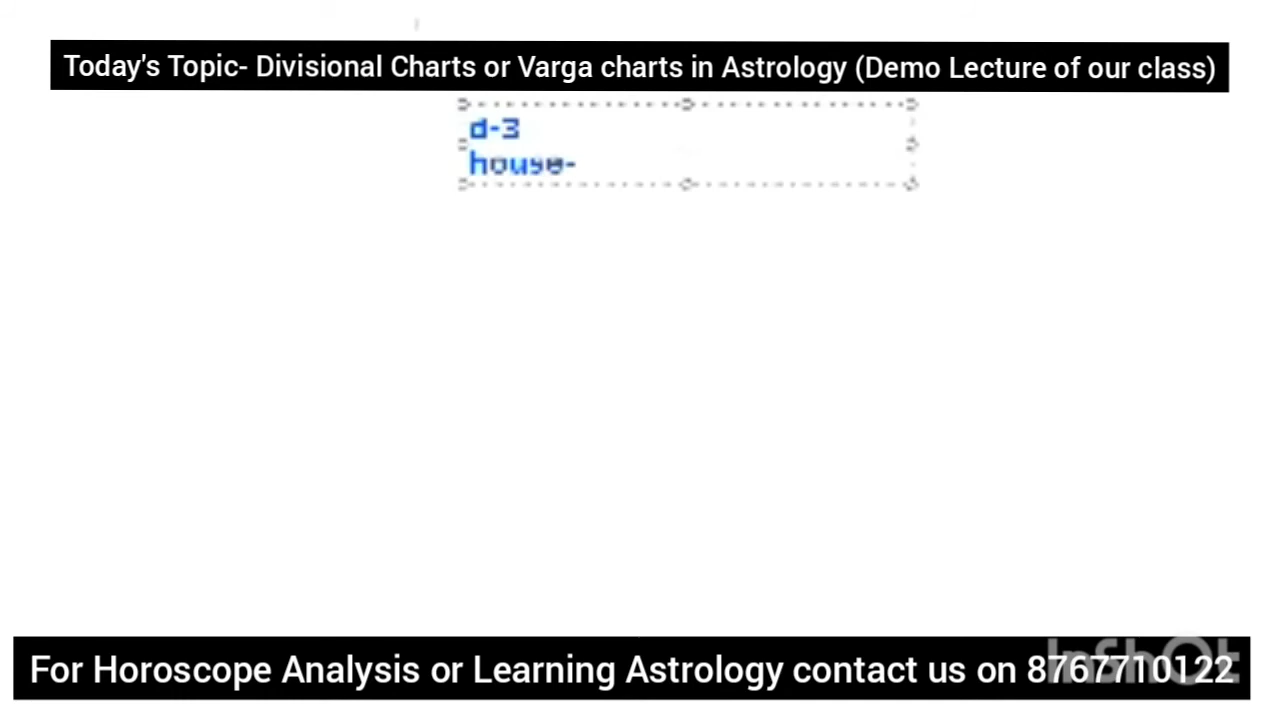 Today's Topic- Divisional Charts or Varga charts in Astrology (Demo Lecture of our class)
d-3
house-
For Horoscope Analysis or Learning Astrology contact us on 8767710122
InShOt